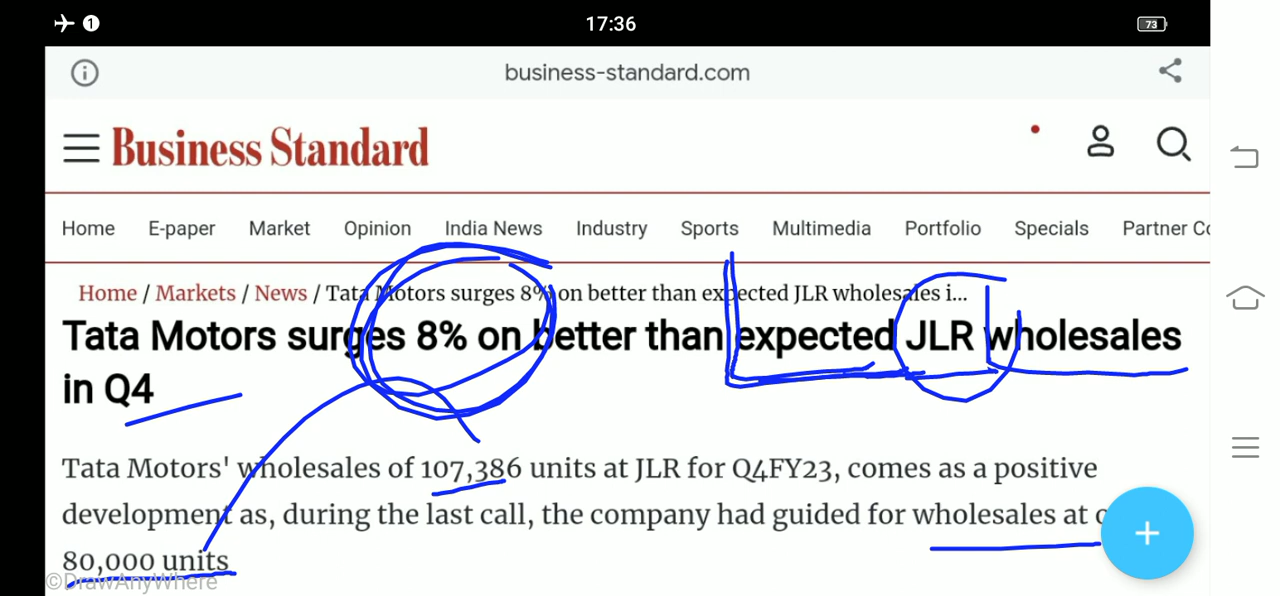 1 17:36 73
business-standard.com
Business Standard
Home E-paper Market Opinion India News Industry Sports Multimedia Portfolio Specials Partner
Home / Markets / News / Tata Motors surges 8% on better than expected JLR wholesales i...
Tata Motors surges 8% on better than expected JLR wholesales
in Q4
Tata Motors' wholesales of 107,386 units at JLR for Q4FY23, comes as a positive
development as, during the last call, the company had guided for wholesales at
80,000 units
©DrawAnyWhere